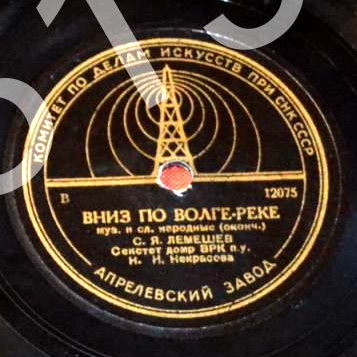 КОМИТЕТ ПО ДЕЛАМ ИСКУССТВ ПРИ СНК СССР
В 12075
ВНИЗ ПО ВОЛГЕ-РЕКЕ
муз. и сл. народные (оконч.)
С. Я. ЛЕМЕШЕВ
Секстет домр ВРК п.у.
Н. И. Некрасова
АПРЕЛЕВСКИЙ ЗАВОД